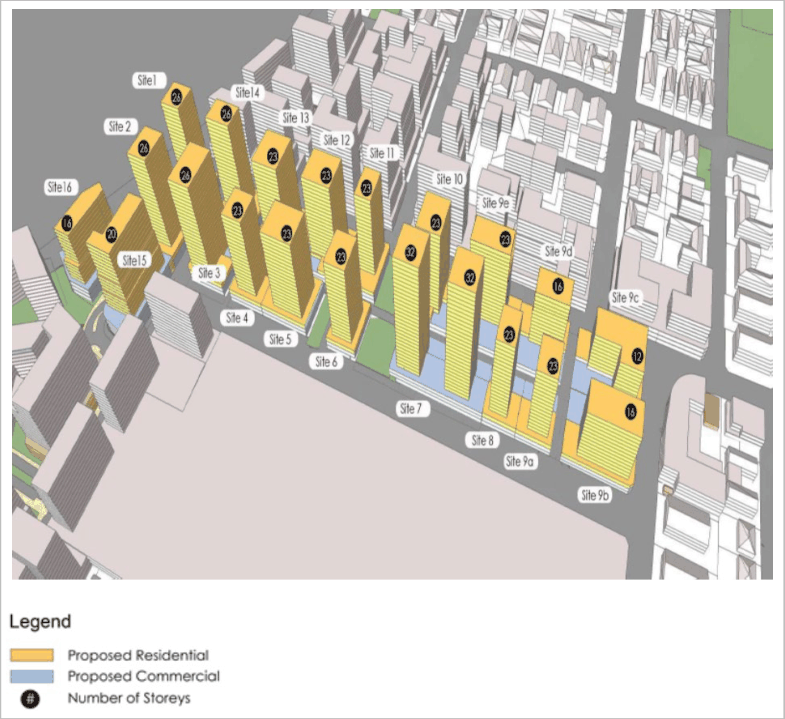 Site1
26
Site14
26
Site 2
26
Site 13
23
Site 12
23
Site 11
23
26
Site16
16
20
Site15
23
23
23
Site 3
Site 4
Site 5
Site 6
Site 10
23
Site 9e
23
32
32
Site 9d
16
Site 9c
12
23
23
16
Site 7
Site 8
Site 9a
Site 9b
Legend
Proposed Residential
Proposed Commercial
# Number of Storeys